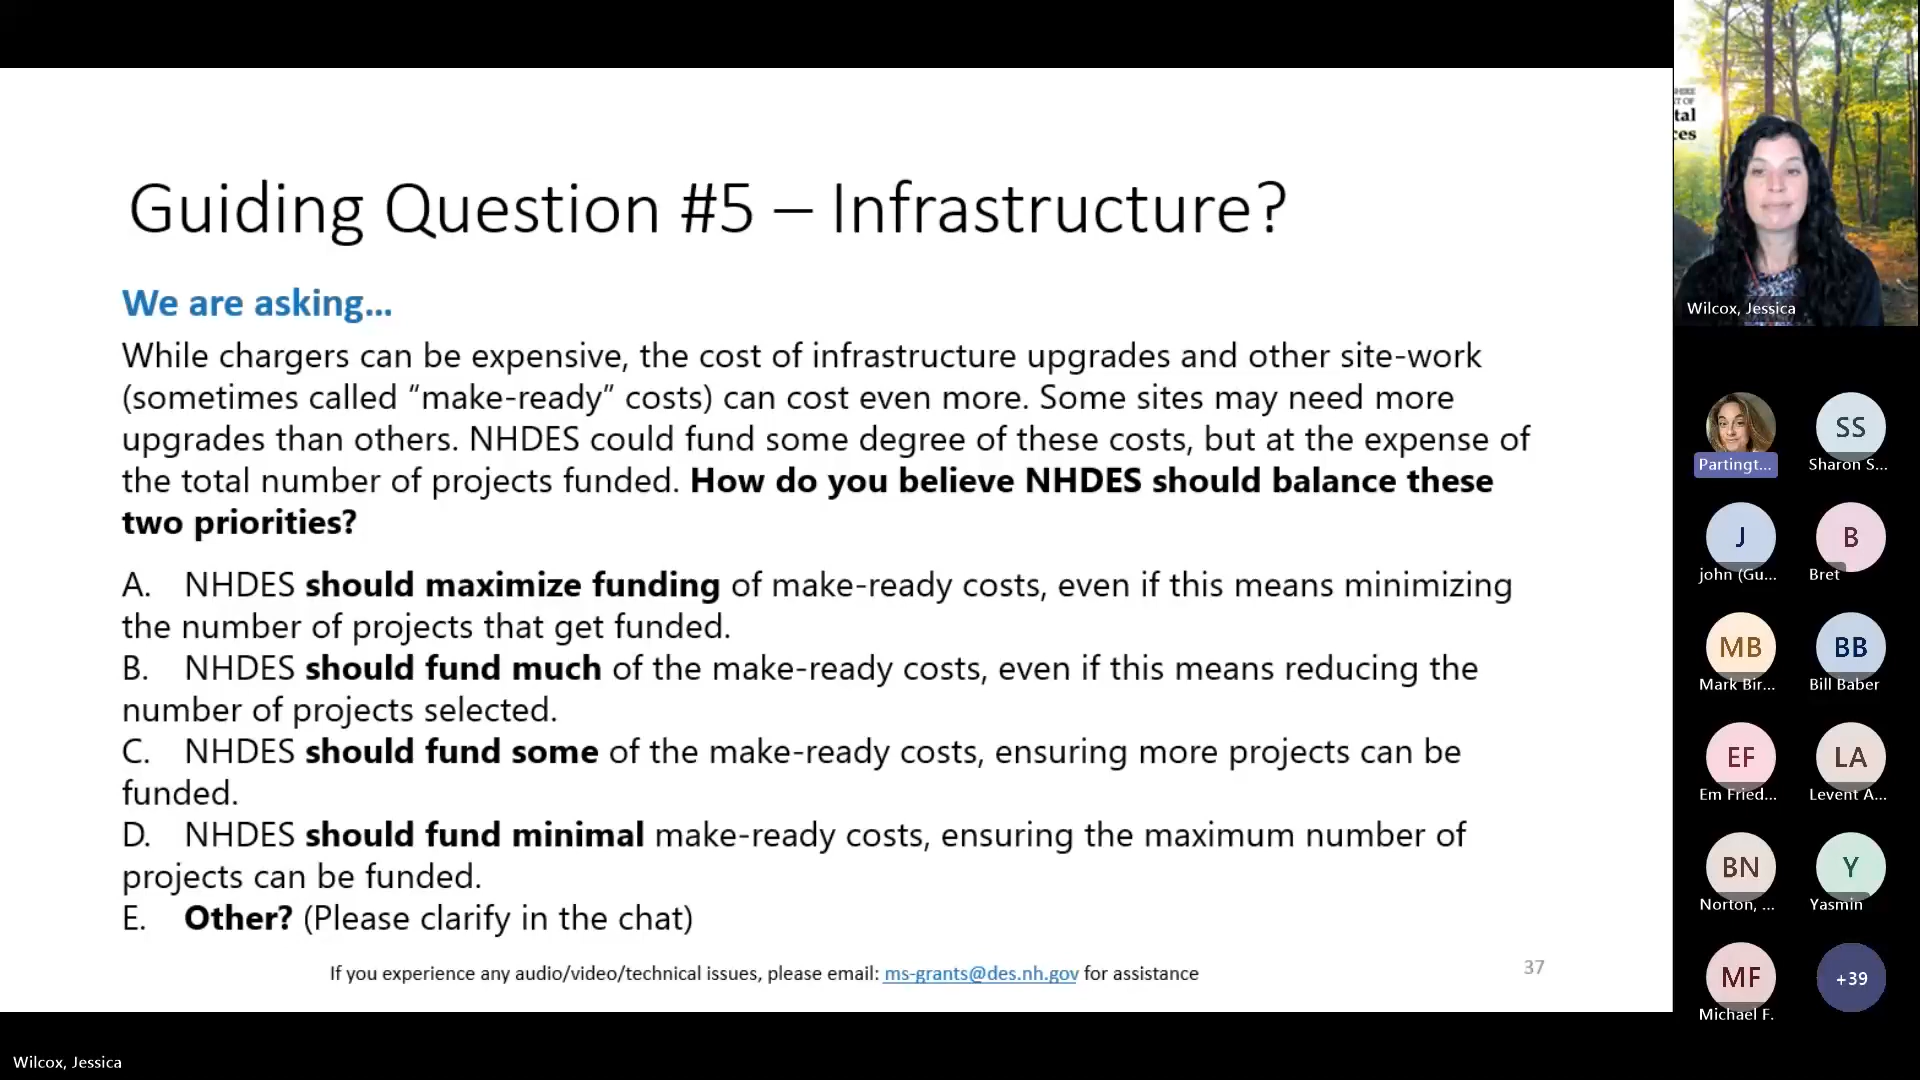 Guiding Question #5 – Infrastructure?
We are asking...
While chargers can be expensive, the cost of infrastructure upgrades and other site-work
(sometimes called “make-ready” costs) can cost even more. Some sites may need more
upgrades than others. NHDES could fund some degree of these costs, but at the expense of
the total number of projects funded. How do you believe NHDES should balance these
two priorities?
A. NHDES should maximize funding of make-ready costs, even if this means minimizing
the number of projects that get funded.
B. NHDES should fund much of the make-ready costs, even if this means reducing the
number of projects selected.
C. NHDES should fund some of the make-ready costs, ensuring more projects can be
funded.
D. NHDES should fund minimal make-ready costs, ensuring the maximum number of
projects can be funded.
E. Other? (Please clarify in the chat)
If you experience any audio/video/technical issues, please email: ms-grants@des.nh.gov for assistance
37
tal
ces
Wilcox, Jessica
Partingt...
SS
Sharon S...
J
john (Gu...
B
Bret
MB
Mark Bir...
BB
Bill Baber
EF
Em Fried...
LA
Levent A...
BN
Norton, ...
Y
Yasmin
MF
Michael F.
+39
Wilcox, Jessica